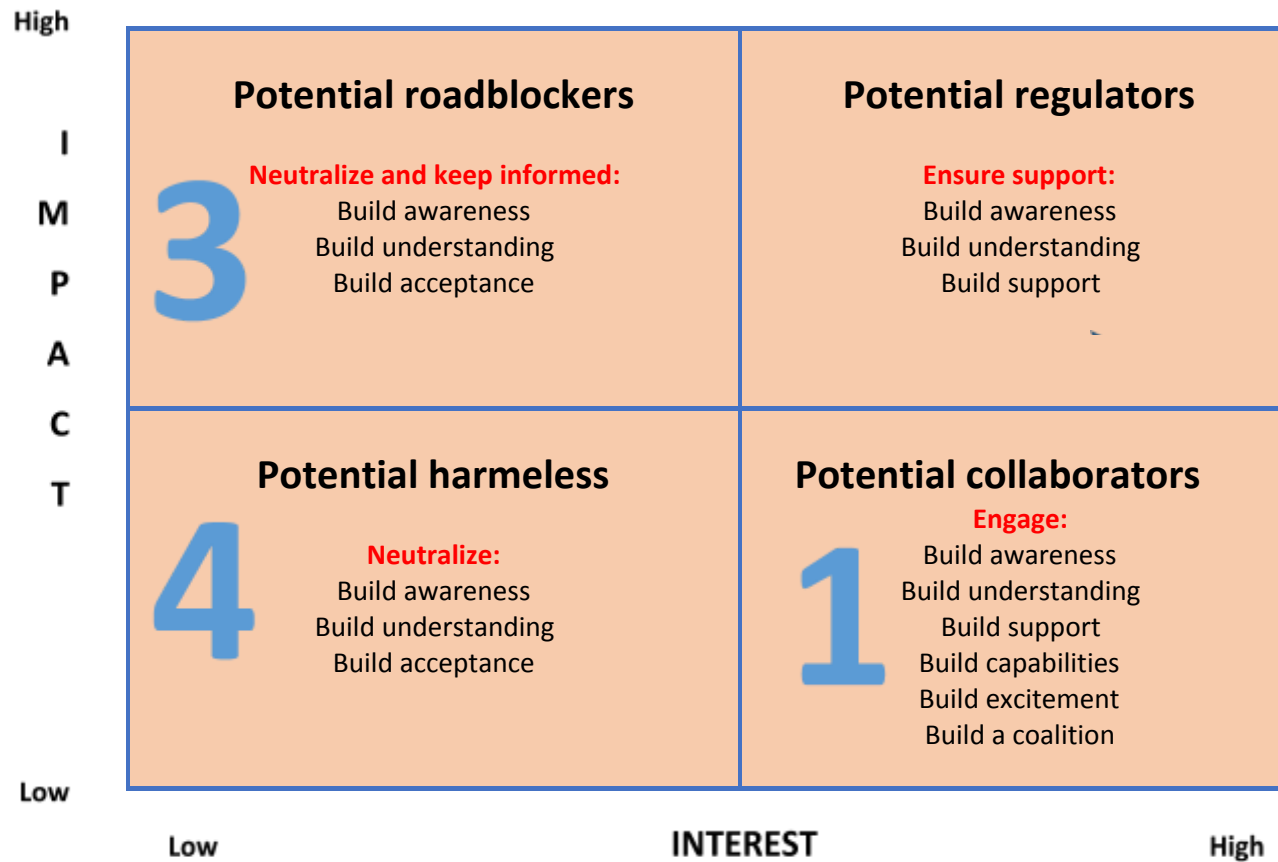 High
Potential roadblockers
Neutralize and keep informed:
Build awareness
Build understanding
Build acceptance
3
Potential regulators
Ensure support:
Build awareness
Build understanding
Build support
I
M
P
A
C
T
Potential harmeless
Neutralize:
Build awareness
Build understanding
Build acceptance
4
Potential collaborators
Engage:
Build awareness
Build understanding
Build support
Build capabilities
Build excitement
Build a coalition
1
Low
Low
INTEREST
High